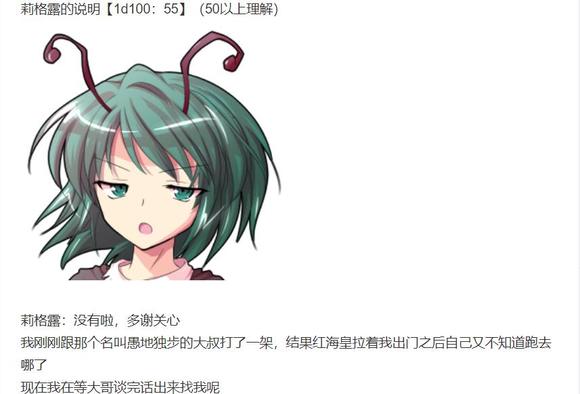 莉格露的说明【1d100：55】（50以上理解）
莉格露：没有啦，多谢关心
我刚刚跟那个名叫愚地独步的大叔打了一架，结果红海皇拉着我出门之后自己又不知道跑去
哪了
现在我在等大哥谈完话出来找我呢